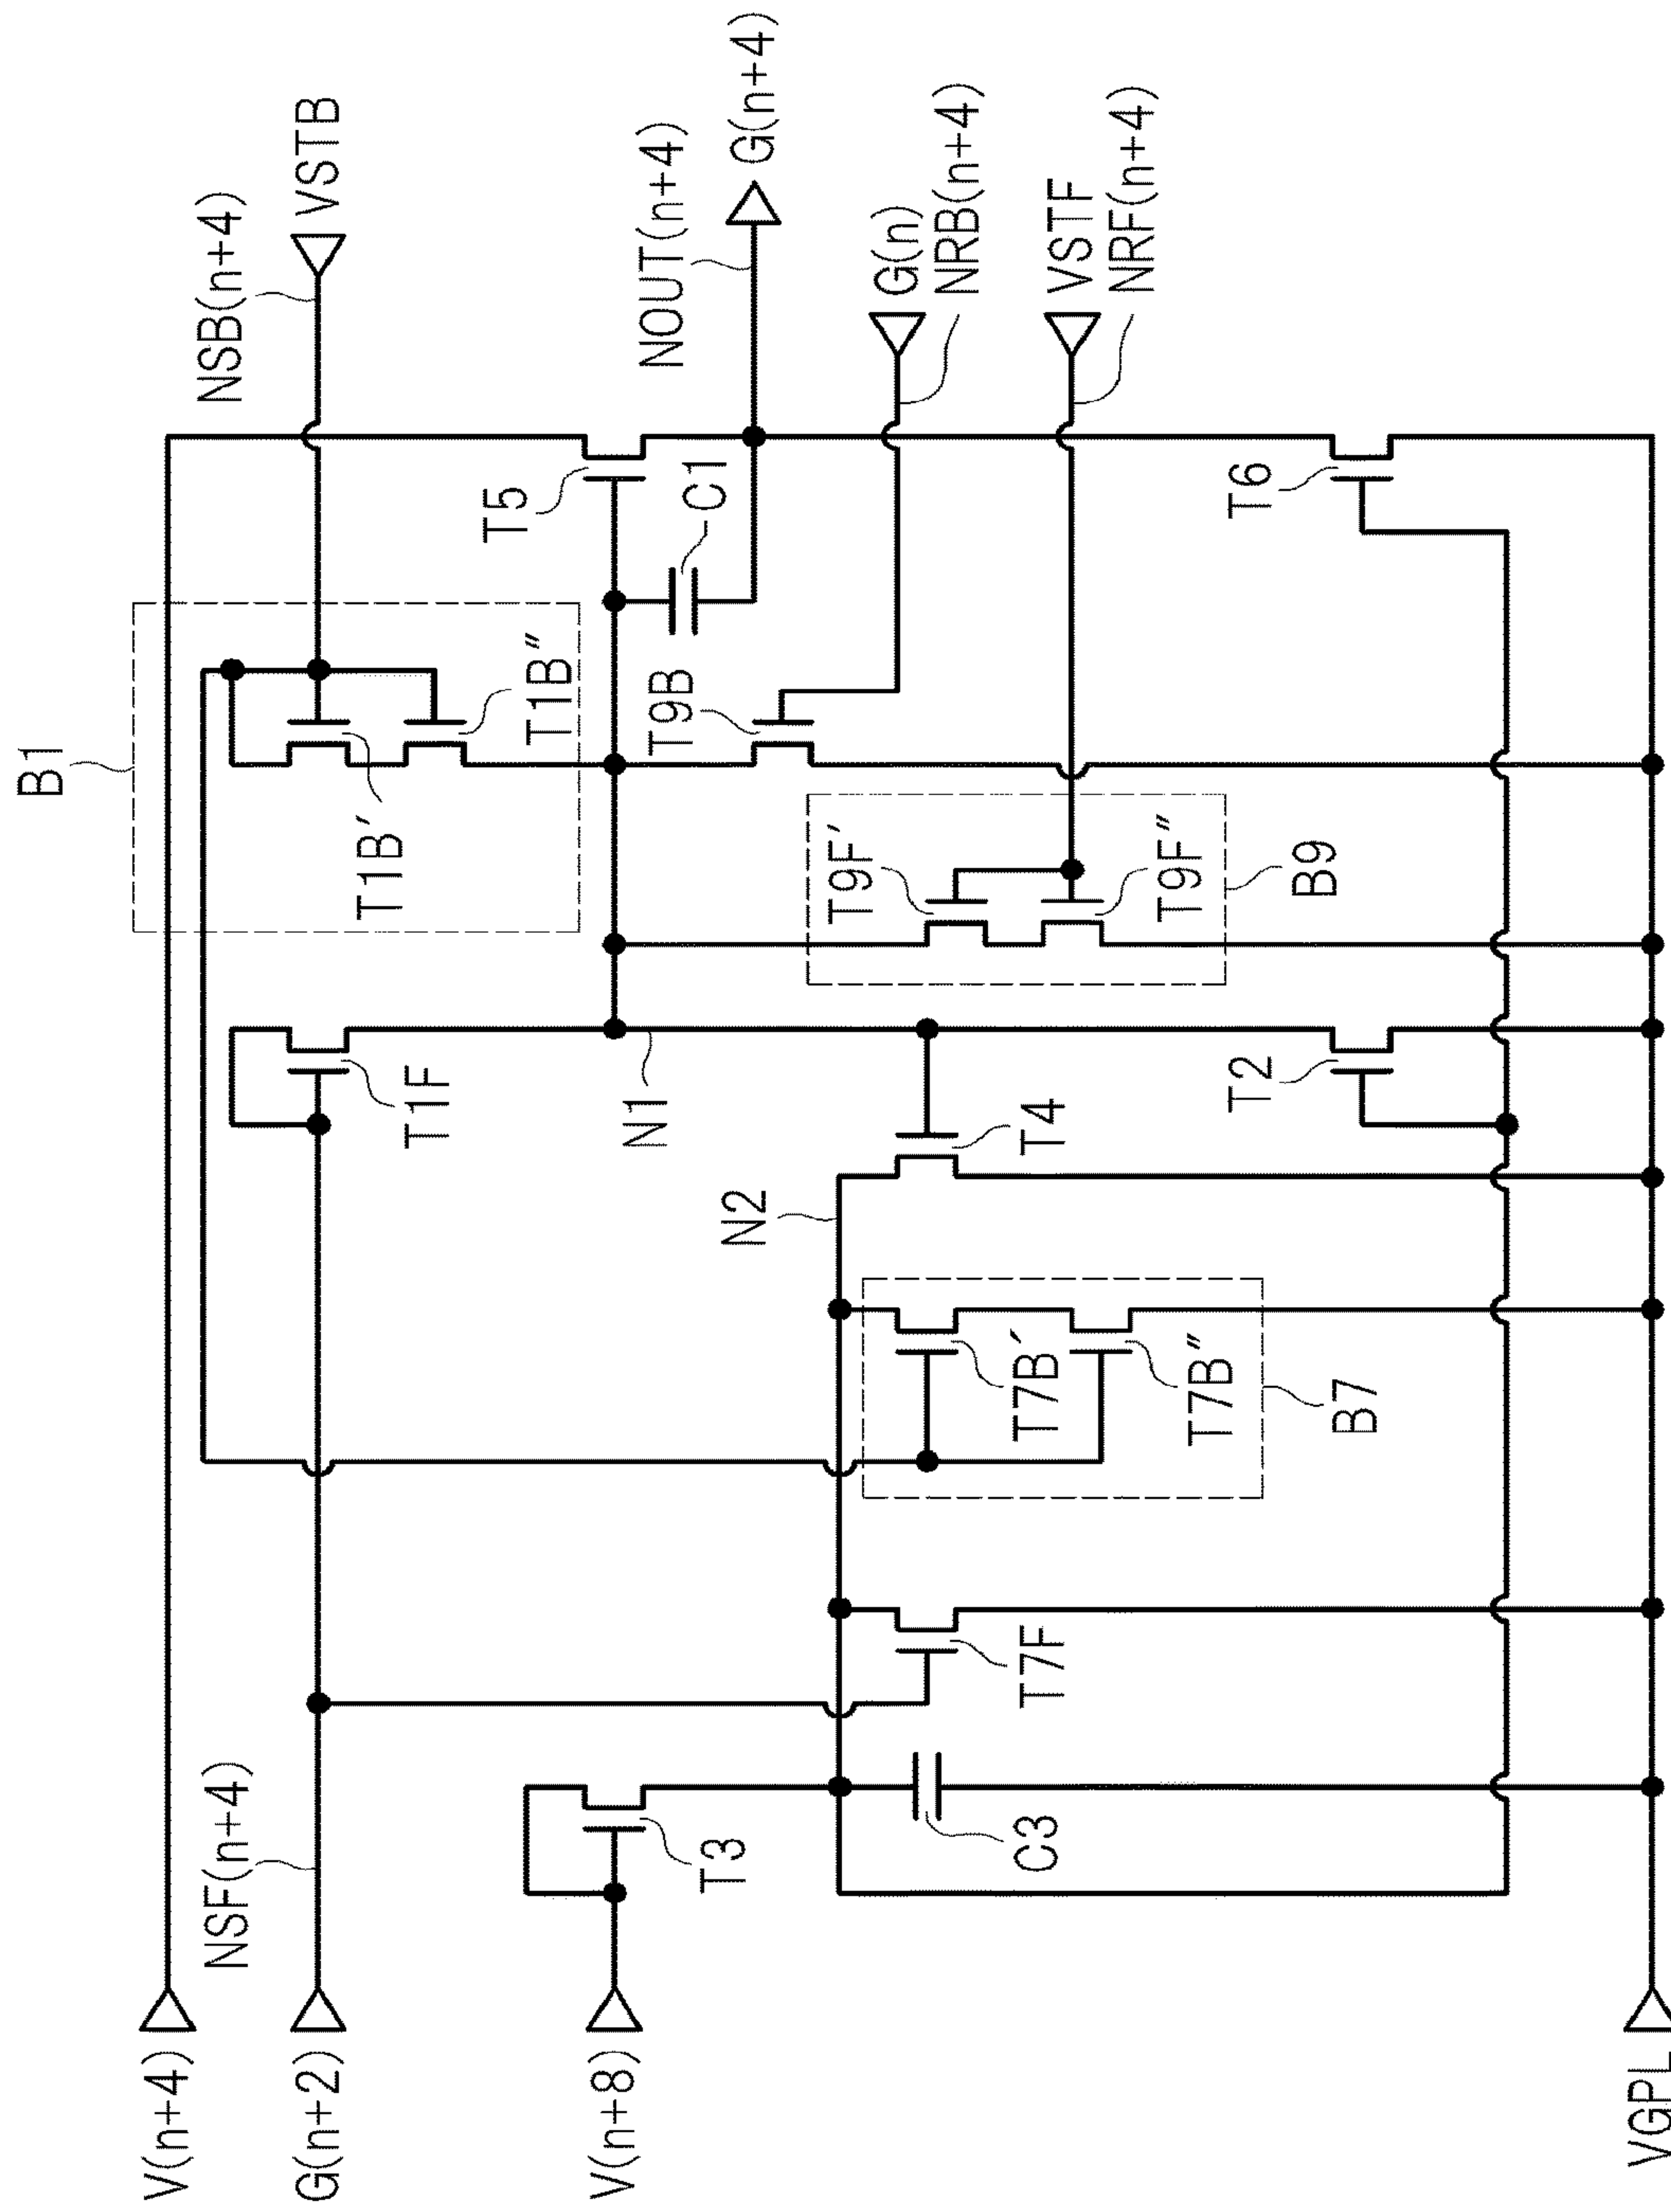 V(n+4)
NSF(n+4)
G(n+2)
V(n+8)
VGPL
T3
C3
T7F
T7B′
T7B″
B7
N2
T4
T2
N1
T1F
B1
T1B′
T1B″
T9F′
T9F″
B9
T9B
T5
C1
T6
NSB(n+4)
VSTB
NOUT(n+4)
G(n+4)
G(n)
NRB(n+4)
VSTF
NRF(n+4)